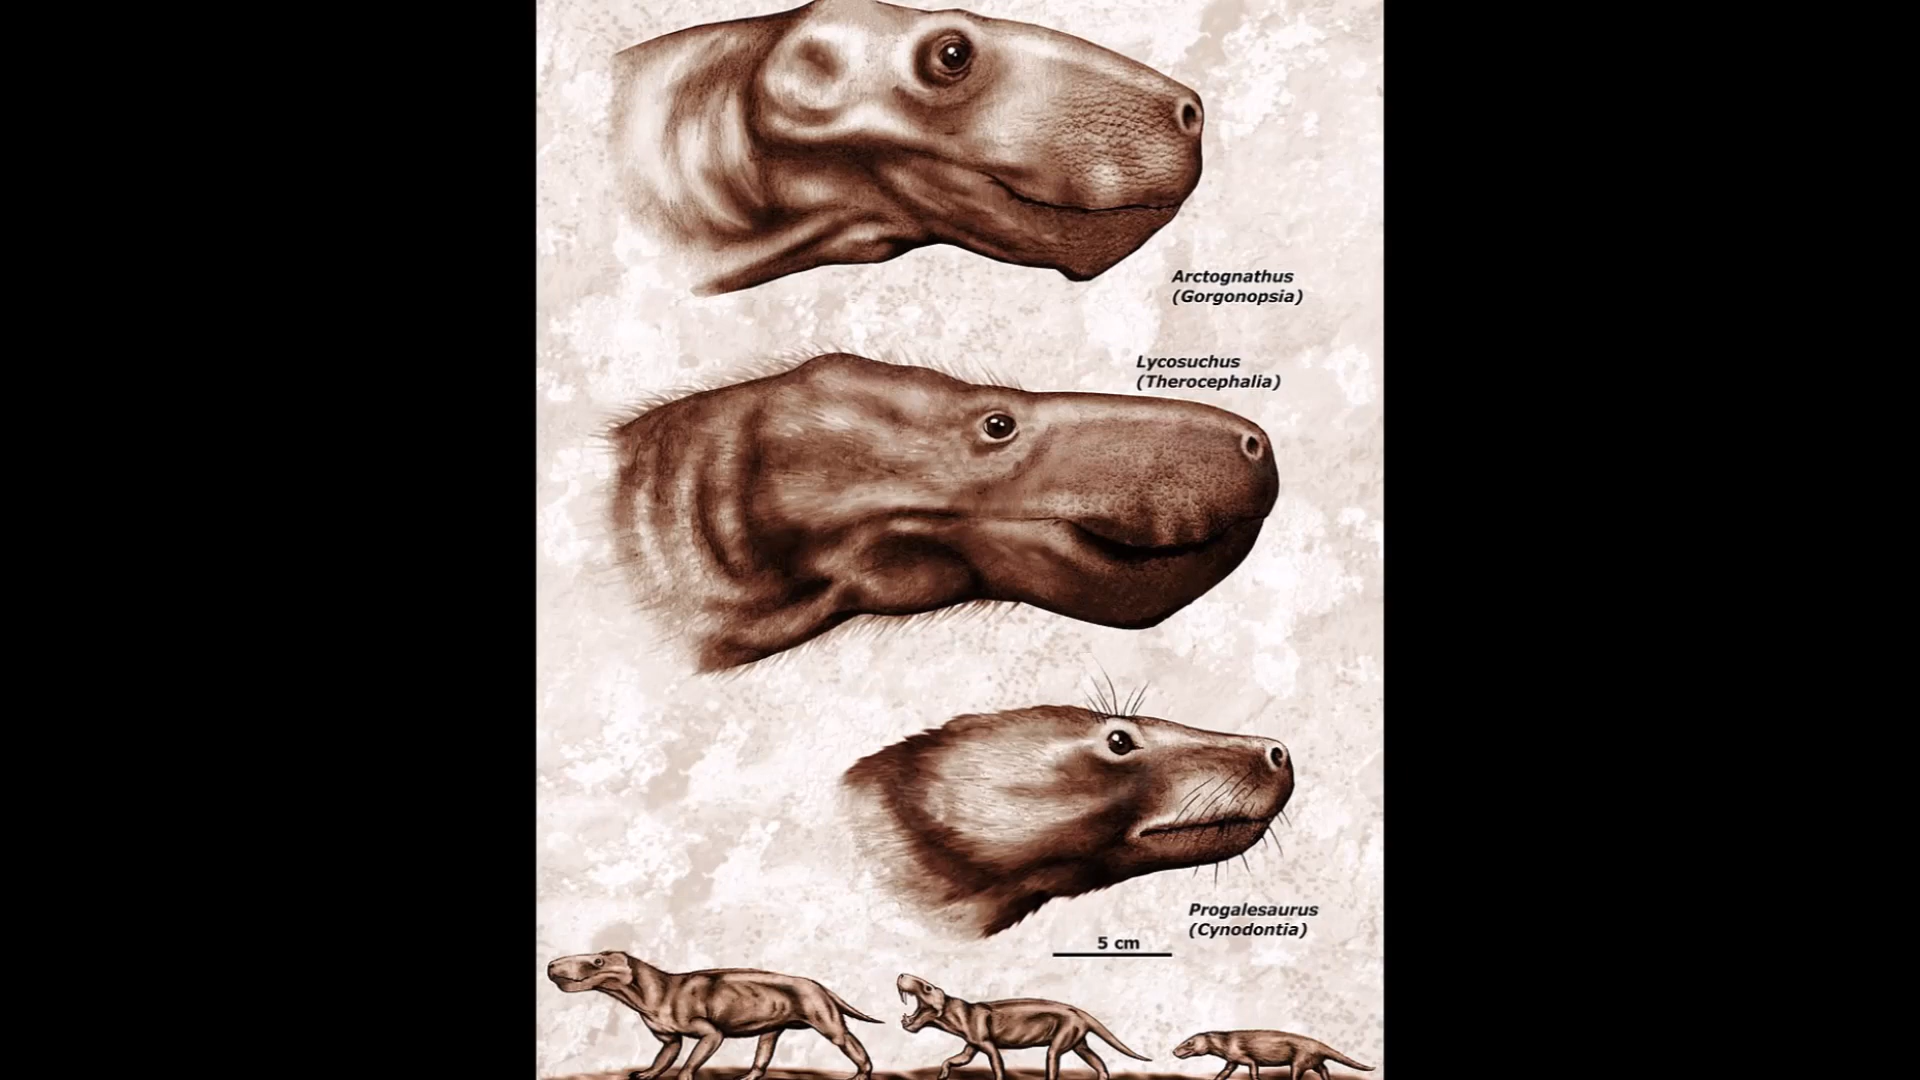 Arctognathus
(Gorgonopsia)
Lycosuchus
(Therocephalia)
Progalesaurus
(Cynodontia)
5 cm